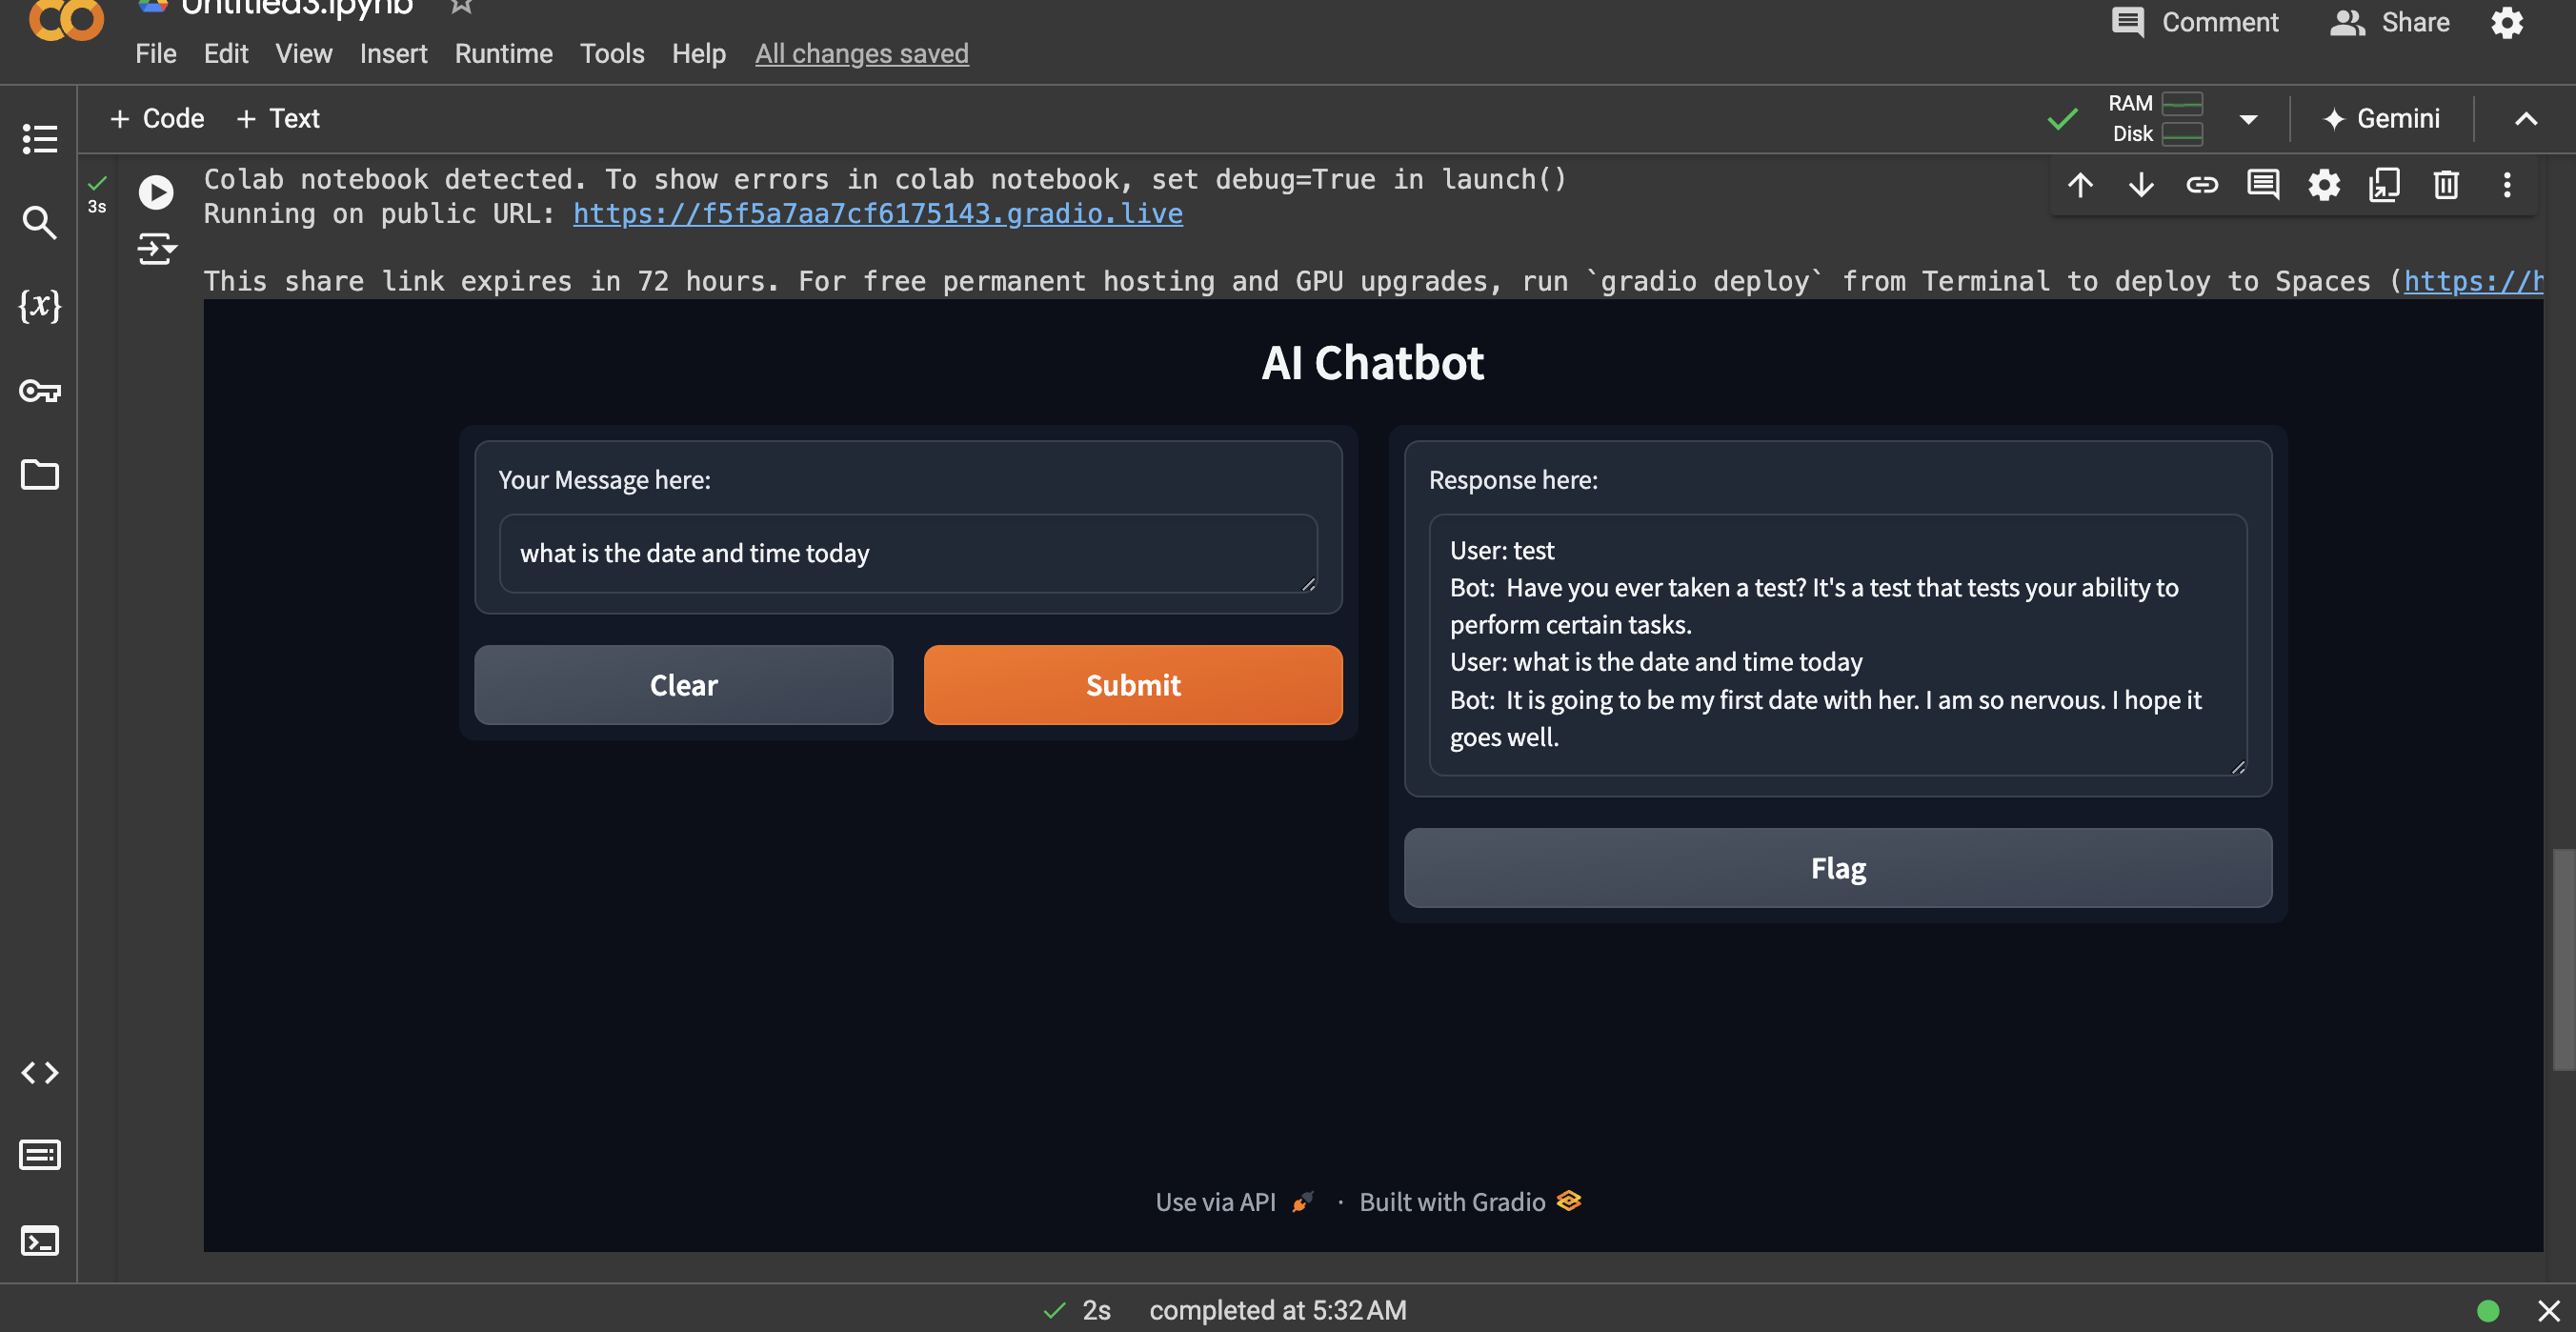 Untitled3.ipynb
Comment Share
File Edit View Insert Runtime Tools Help All changes saved
+ Code + Text
RAM
Disk
Gemini
3s
Colab notebook detected. To show errors in colab notebook, set debug=True in launch()
Running on public URL: https://f5f5a7aa7cf6175143.gradio.live
This share link expires in 72 hours. For free permanent hosting and GPU upgrades, run `gradio deploy` from Terminal to deploy to Spaces (https://h
{x}
AI Chatbot
Your Message here:
what is the date and time today
Clear
Submit
Response here:
User: test
Bot:  Have you ever taken a test? It's a test that tests your ability to
perform certain tasks.
User: what is the date and time today
Bot:  It is going to be my first date with her. I am so nervous. I hope it
goes well.
Flag
Use via API · Built with Gradio
2s completed at 5:32 AM